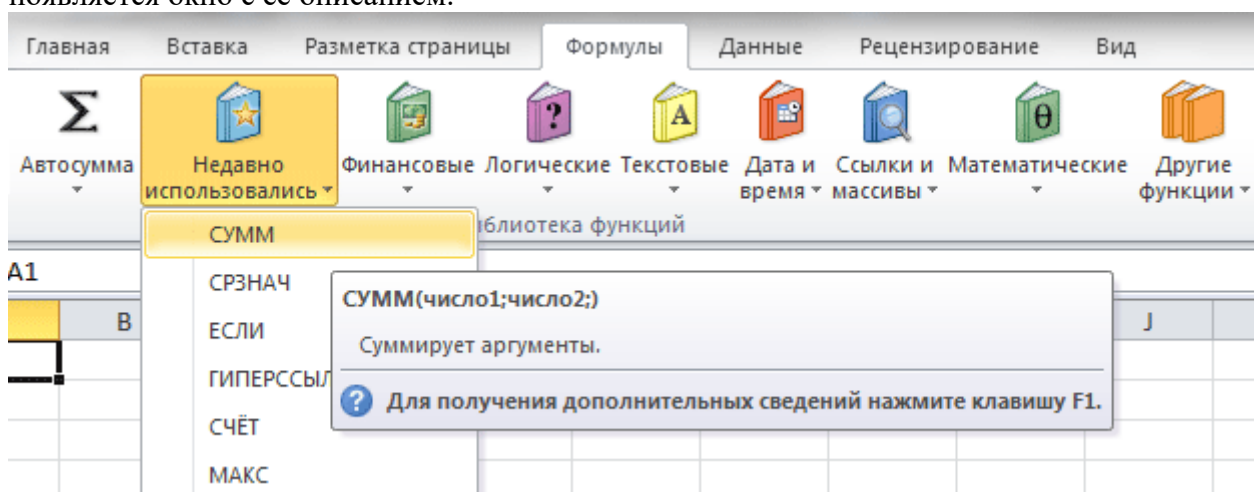 появляется окно с ее описанием.
Главная Вставка Разметка страницы Формулы Данные Рецензирование Вид
Σ ? A θ
Автосумма Недавно использовались Финансовые Логические Текстовые Дата и время Ссылки и массивы Математические Другие функции
СУММ
иблиотека функций
A1
СРЗНАЧ
СУММ(число1;число2;)
B
J
ЕСЛИ
Суммирует аргументы.
ГИПЕРССЫЛ
? Для получения дополнительных сведений нажмите клавишу F1.
СЧЁТ
МАКС